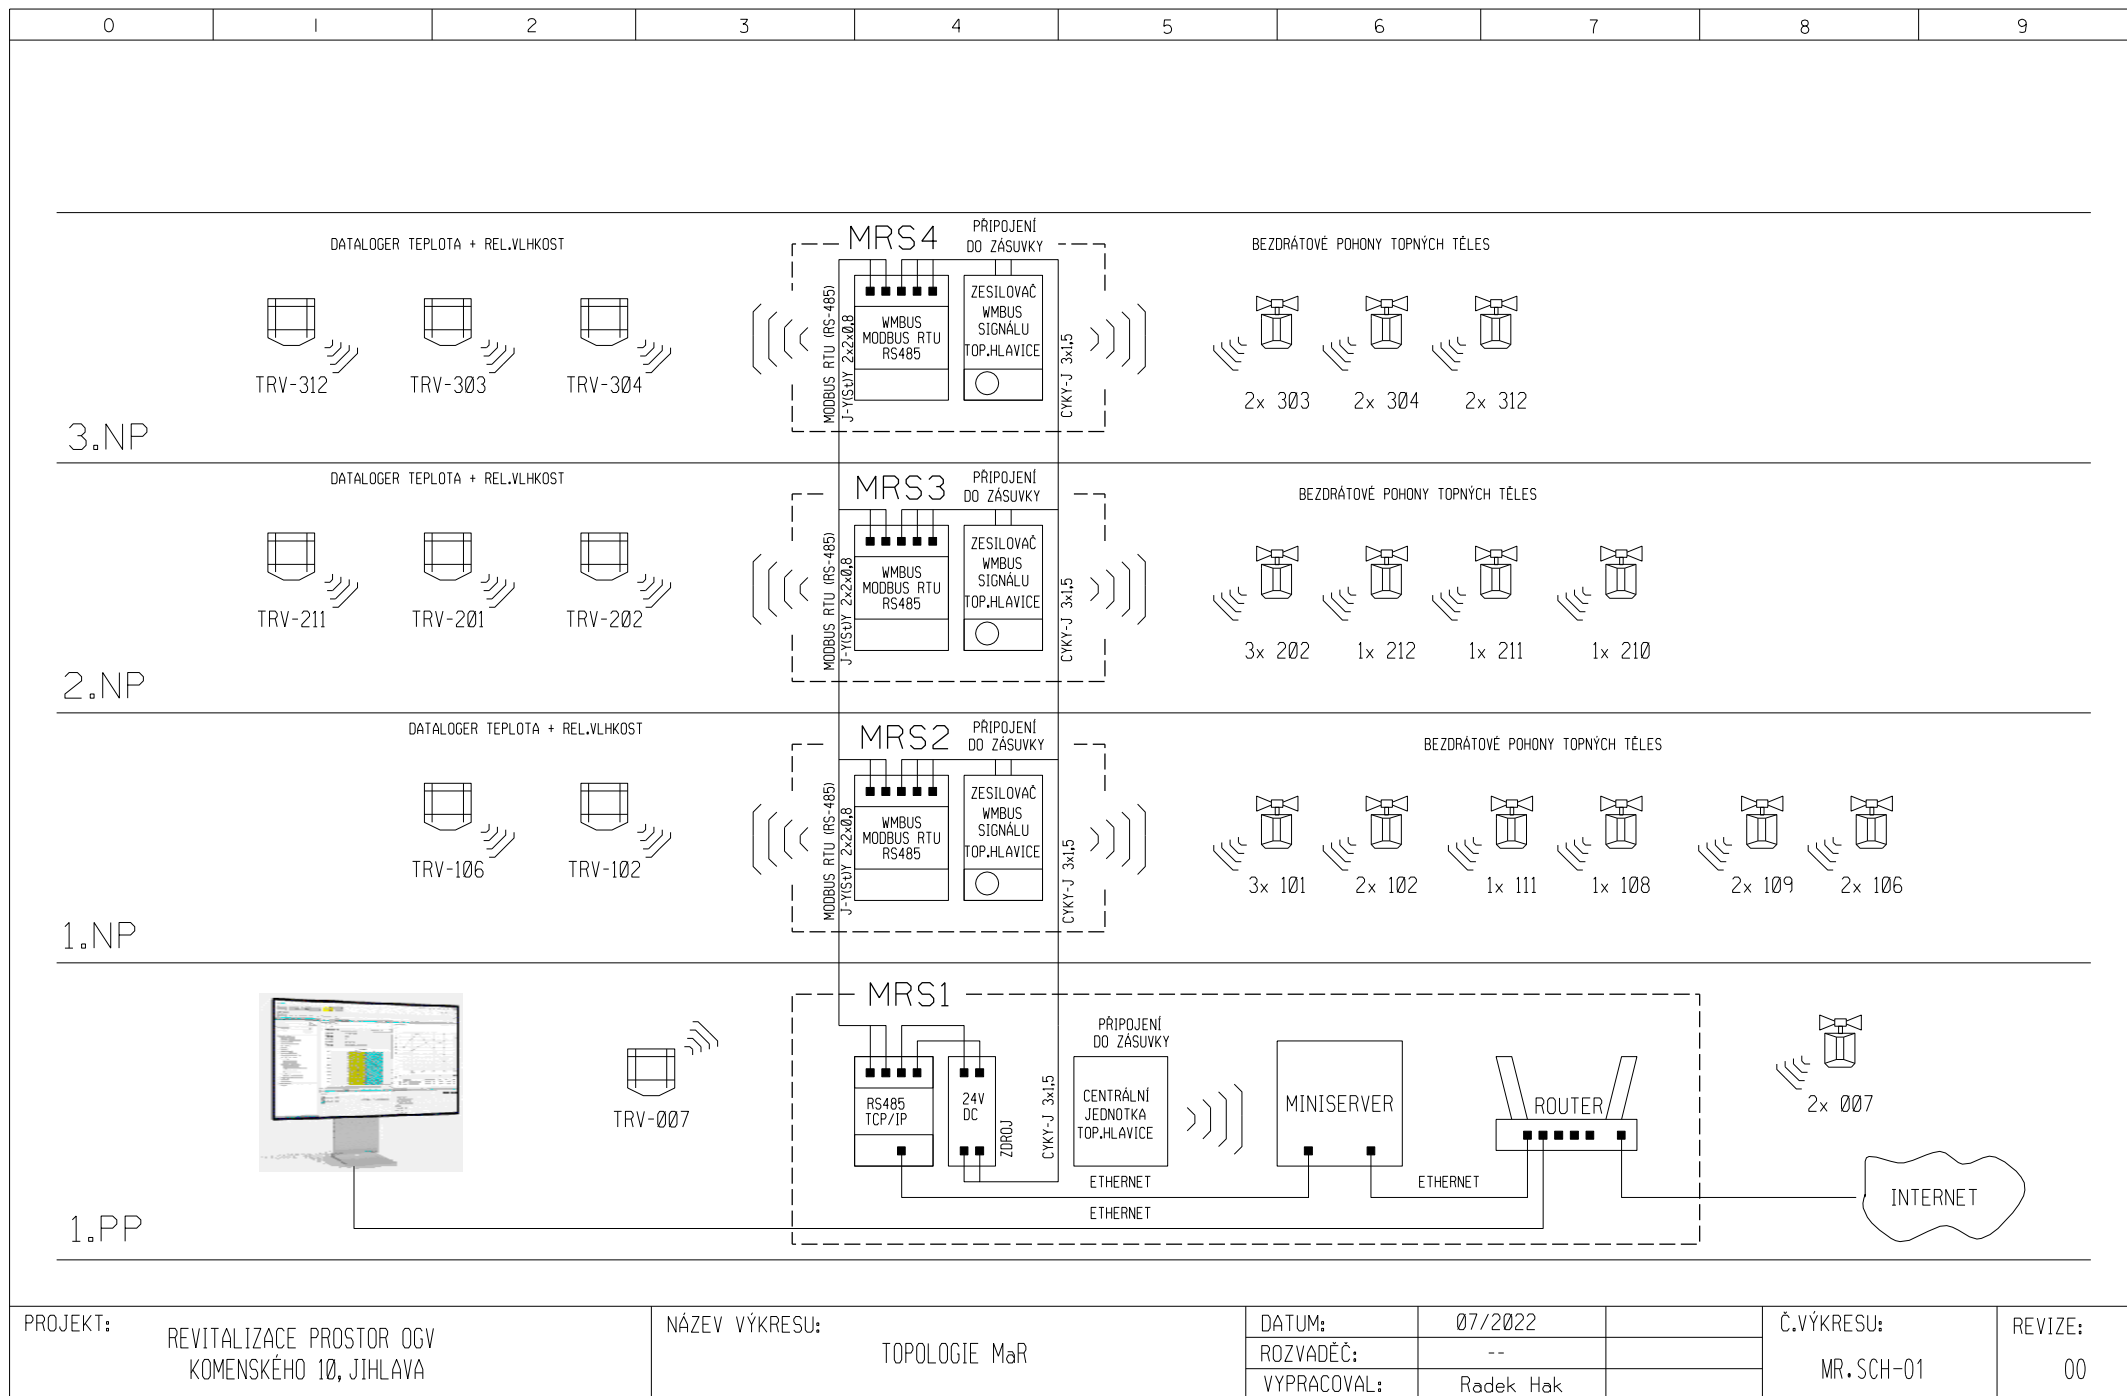 0 1 2 3 4 5 6 7 8 9
DATALOGER TEPLOTA + REL.VLHKOST
MRS4
PŘIPOJENÍ
DO ZÁSUVKY
BEZDRÁTOVÉ POHONY TOPNÝCH TĚLES
MODBUS RTU (RS-485)
J-Y(St)Y 2x2x0,8
WMBUS
MODBUS RTU
RS485
ZESILOVAČ
WMBUS
SIGNÁLU
TOP.HLAVICE
CYKY-J 3x1,5
TRV-312 TRV-303 TRV-304
2x 303 2x 304 2x 312
3.NP
DATALOGER TEPLOTA + REL.VLHKOST
MRS3
PŘIPOJENÍ
DO ZÁSUVKY
BEZDRÁTOVÉ POHONY TOPNÝCH TĚLES
MODBUS RTU (RS-485)
J-Y(St)Y 2x2x0,8
WMBUS
MODBUS RTU
RS485
ZESILOVAČ
WMBUS
SIGNÁLU
TOP.HLAVICE
CYKY-J 3x1,5
TRV-211 TRV-201 TRV-202
3x 202 1x 212 1x 211 1x 210
2.NP
DATALOGER TEPLOTA + REL.VLHKOST
MRS2
PŘIPOJENÍ
DO ZÁSUVKY
BEZDRÁTOVÉ POHONY TOPNÝCH TĚLES
MODBUS RTU (RS-485)
J-Y(St)Y 2x2x0,8
WMBUS
MODBUS RTU
RS485
ZESILOVAČ
WMBUS
SIGNÁLU
TOP.HLAVICE
CYKY-J 3x1,5
TRV-106 TRV-102
3x 101 2x 102 1x 111 1x 108 2x 109 2x 106
1.NP
MRS1
PŘIPOJENÍ
DO ZÁSUVKY
TRV-007
RS485
TCP/IP
24V
DC
ZDROJ
CYKY-J 3x1,5
CENTRÁLNÍ
JEDNOTKA
TOP.HLAVICE
MINISERVER
ROUTER
2x 007
ETHERNET
ETHERNET
ETHERNET
INTERNET
1.PP
PROJEKT:
REVITALIZACE PROSTOR OGV
KOMENSKÉHO 10, JIHLAVA
NÁZEV VÝKRESU:
TOPOLOGIE MaR
DATUM: 07/2022
ROZVADĚČ: --
VYPRACOVAL: Radek Hak
Č.VÝKRESU:
MR.SCH-01
REVIZE:
00